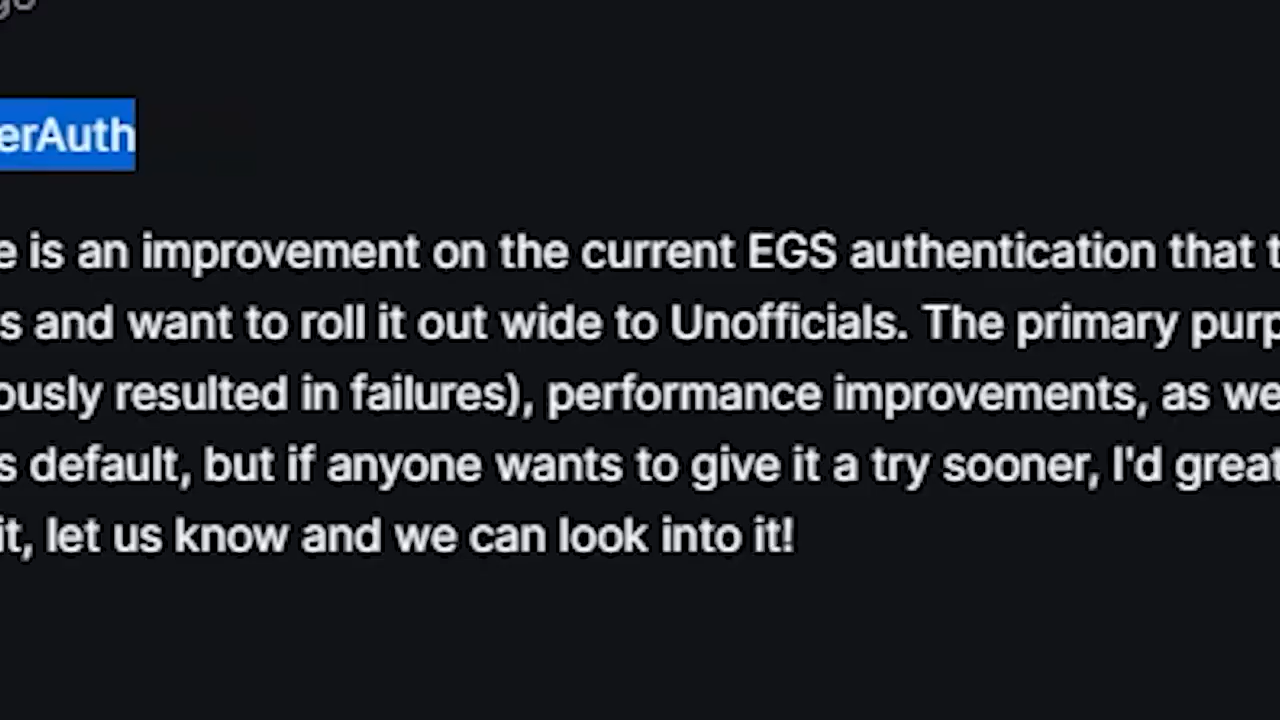 go
erAuth
e is an improvement on the current EGS authentication that t
s and want to roll it out wide to Unofficials. The primary purp
ously resulted in failures), performance improvements, as we
s default, but if anyone wants to give it a try sooner, I'd great
it, let us know and we can look into it!